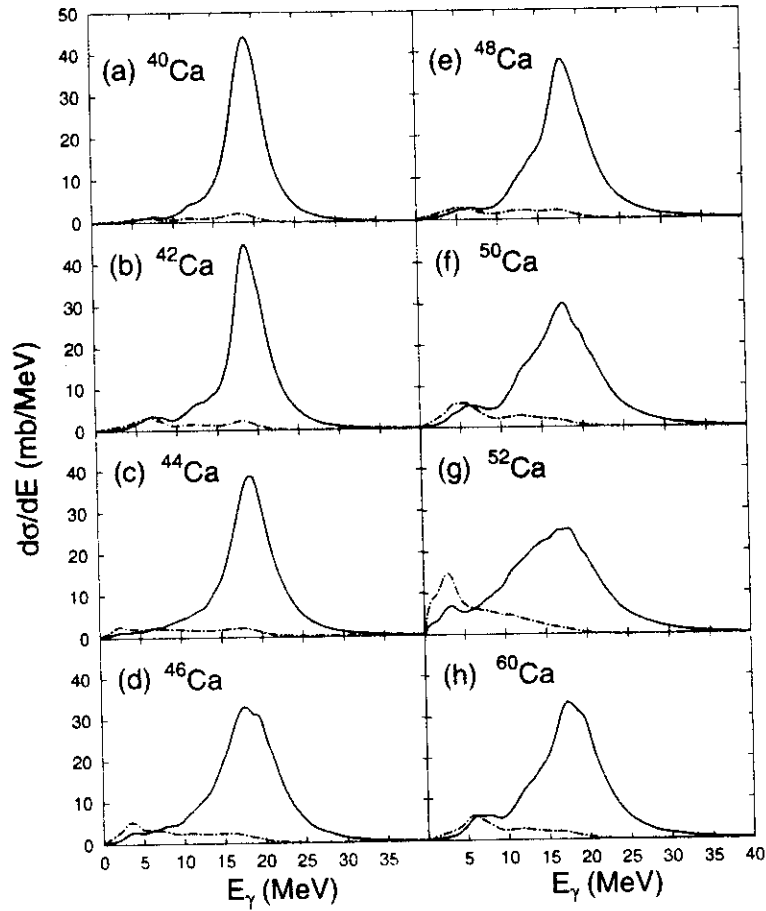 50
40
30
20
10
0
(a) ⁴⁰Ca
(e) ⁴⁸Ca
40
30
20
10
0
(b) ⁴²Ca
(f) ⁵⁰Ca
40
30
20
10
0
(c) ⁴⁴Ca
(g) ⁵²Ca
40
30
20
10
0
(d) ⁴⁶Ca
(h) ⁶⁰Ca
dσ/dE (mb/MeV)
0 5 10 15 20 25 30 35
5 10 15 20 25 30 35 40
Eγ (MeV)
Eγ (MeV)